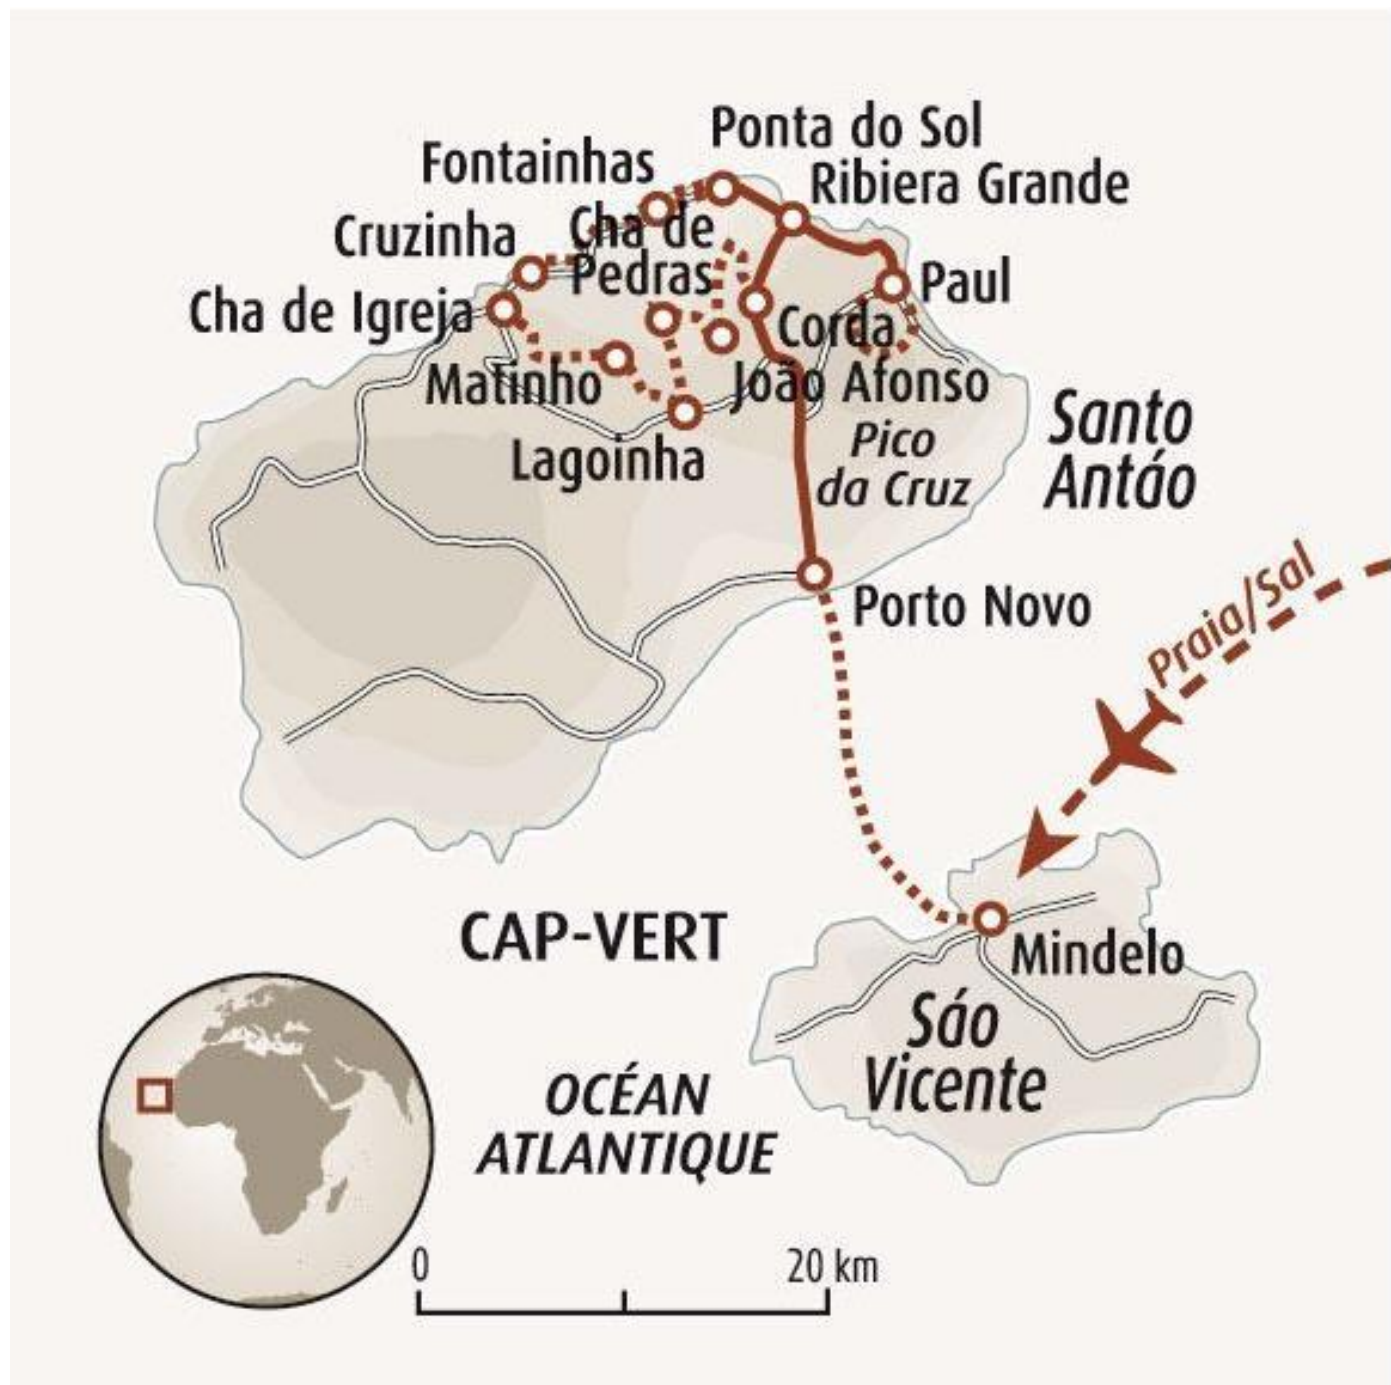 Ponta do Sol
Fontainhas
Ribiera Grande
Cruzinha
Cha de
Pedras
Paul
Cha de Igreja
Corda
Matinho
João Afonso
Santo
Antáo
Pico
da Cruz
Lagoinha
Praia/Sal
Porto Novo
CAP-VERT
Mindelo
Sáo
Vicente
OCÉAN
ATLANTIQUE
0 20 km